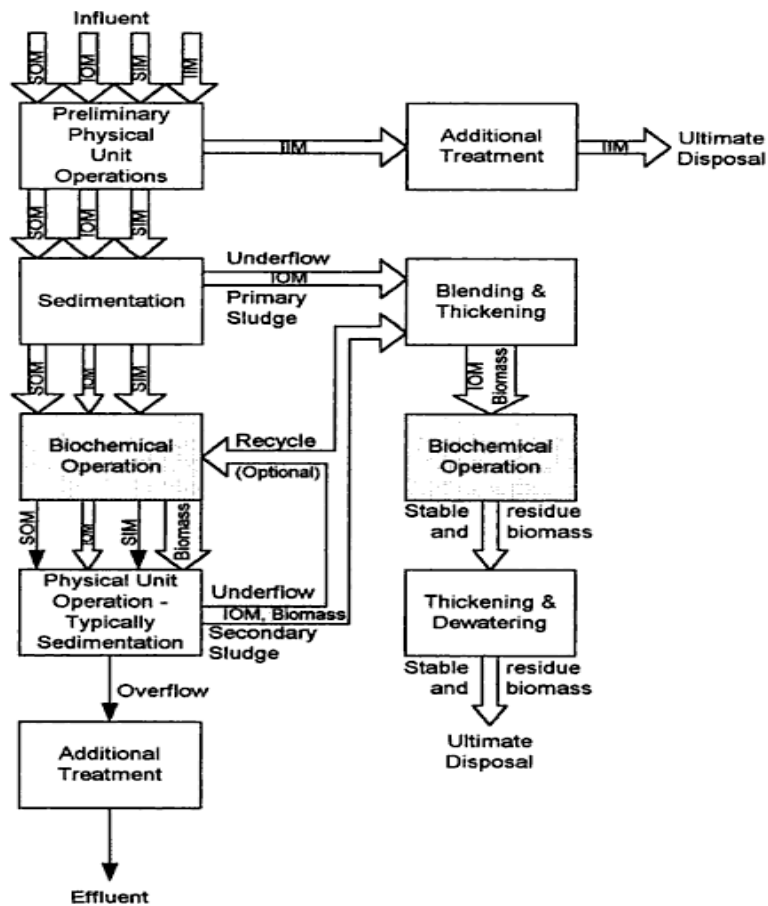 Influent
SOM
IOM
SIM
IIM
Preliminary
Physical
Unit
Operations
IIM
Additional
Treatment
IIM
Ultimate
Disposal
SOM
IOM
SIM
Sedimentation
Underflow
IOM
Primary
Sludge
Blending &
Thickening
SOM
IOM
SIM
IOM
Biomass
Biochemical
Operation
Recycle
(Optional)
Biochemical
Operation
SOM
IOM
SIM
Biomass
Stable
and
residue
biomass
Physical Unit
Operation -
Typically
Sedimentation
Underflow
IOM, Biomass
Secondary
Sludge
Thickening &
Dewatering
Overflow
Stable
and
residue
biomass
Additional
Treatment
Ultimate
Disposal
Effluent